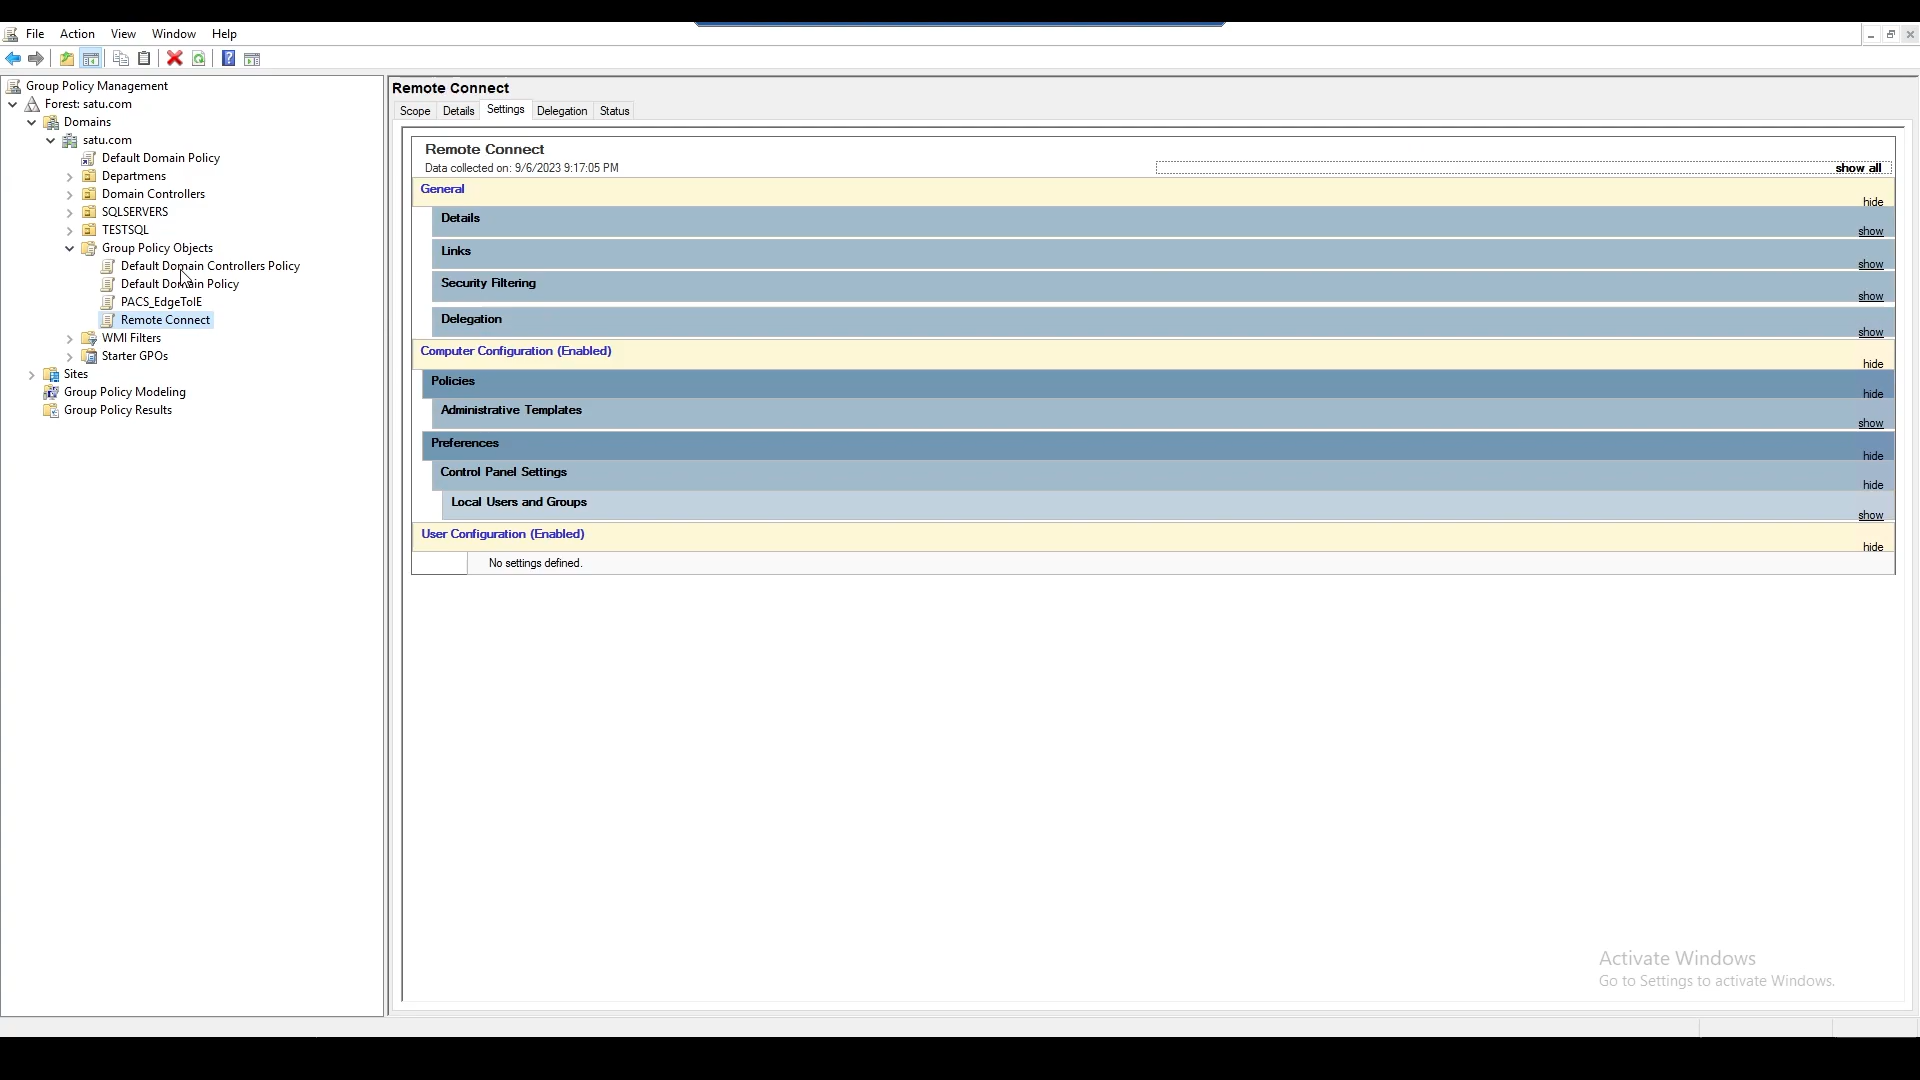 File Action View Window Help
Group Policy Management
Forest: satu.com
Domains
satu.com
Default Domain Policy
Departmens
Domain Controllers
SQLSERVERS
TESTSQL
Group Policy Objects
Default Domain Controllers Policy
Default Domain Policy
PACS_EdgeToIE
Remote Connect
WMI Filters
Starter GPOs
Sites
Group Policy Modeling
Group Policy Results
Remote Connect
Scope Details Settings Delegation Status
Remote Connect
Data collected on: 9/6/2023 9:17:05 PM show all
General hide
Details show
Links show
Security Filtering show
Delegation show
Computer Configuration (Enabled) hide
Policies hide
Administrative Templates show
Preferences hide
Control Panel Settings hide
Local Users and Groups show
User Configuration (Enabled) hide
No settings defined.
Activate Windows
Go to Settings to activate Windows.